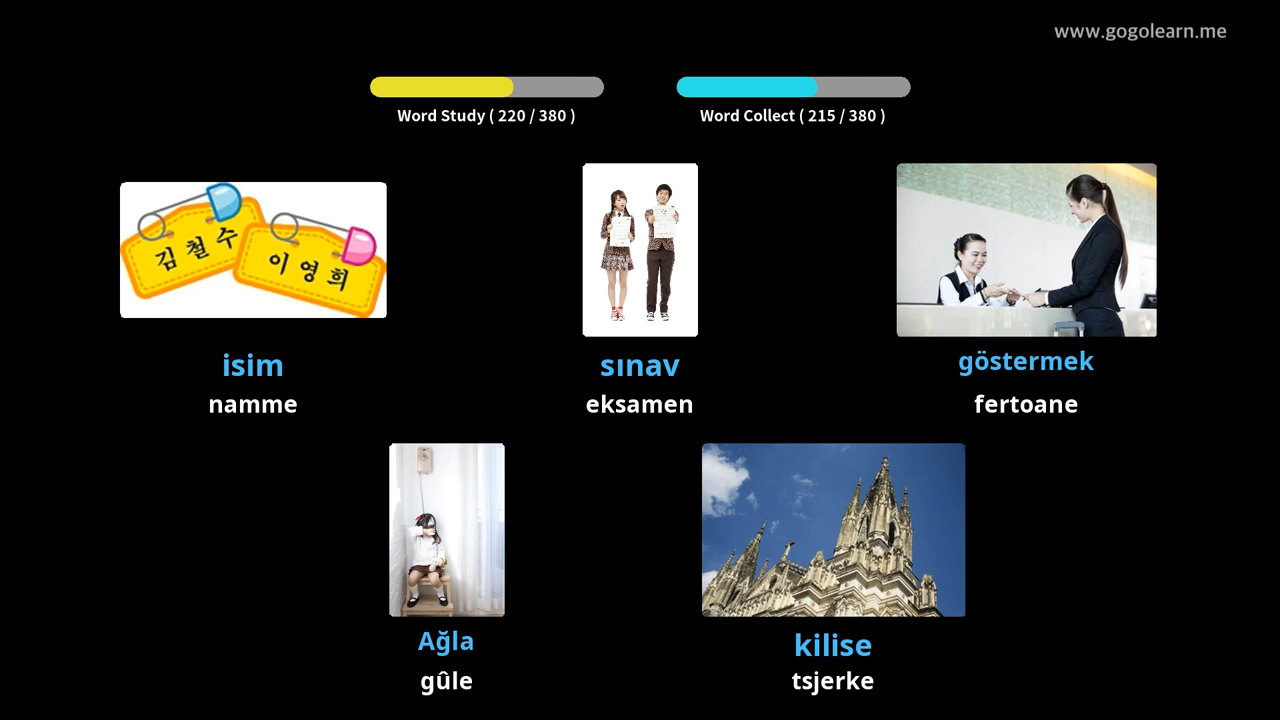 www.gogolearn.me
Word Study ( 220 / 380 )
Word Collect ( 215 / 380 )
김철수
이영희
isim
namme
sınav
eksamen
göstermek
fertoane
Ağla
gûle
kilise
tsjerke